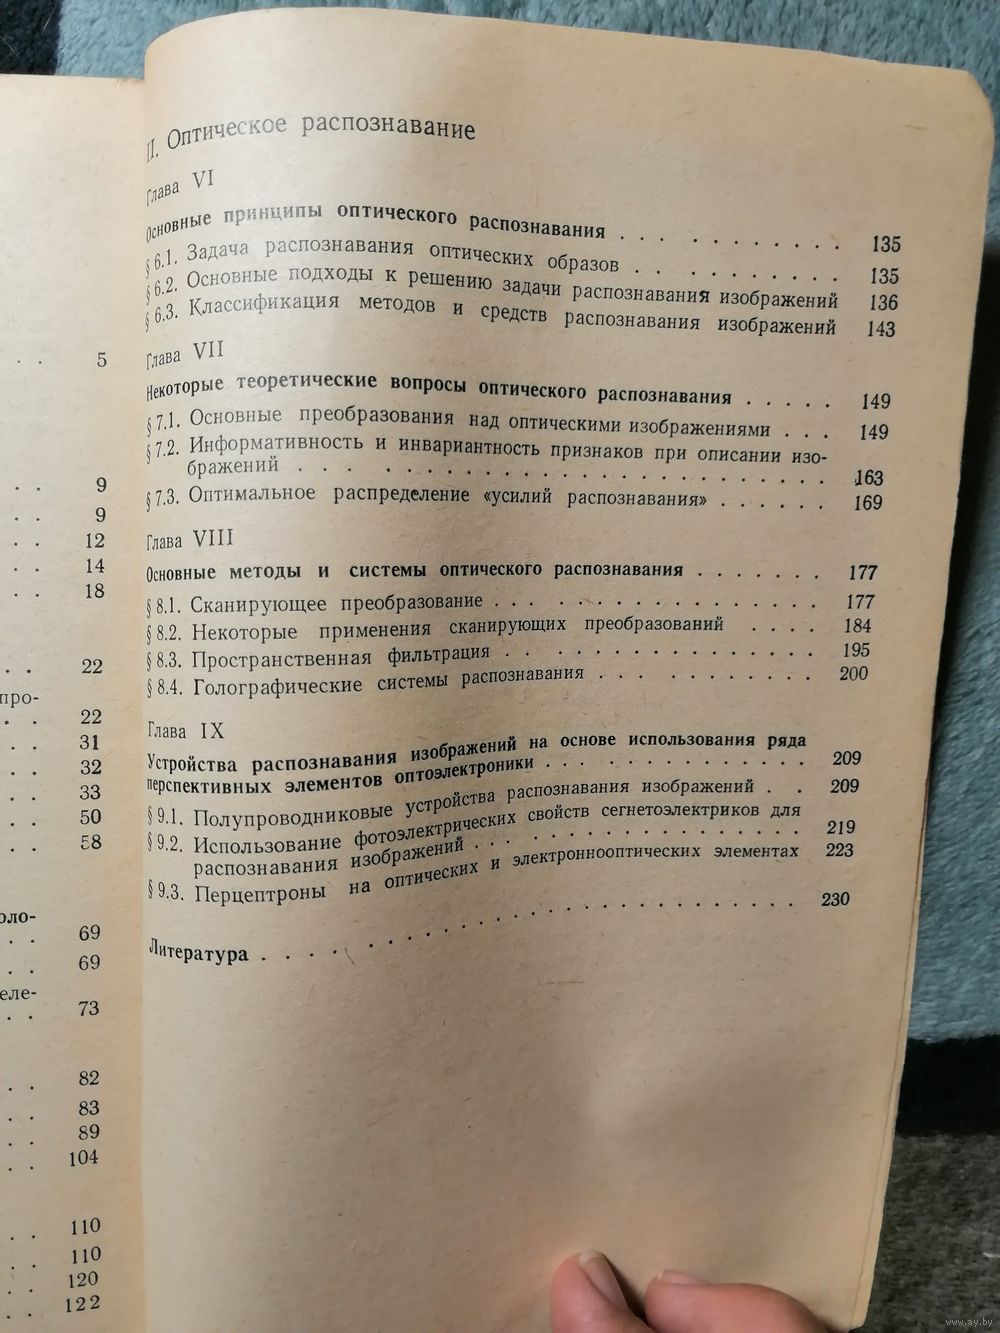 5
9
9
12
14
18
22
про-
22
31
32
33
50
58
оло-
69
69
еле-
73
82
83
89
104
110
110
120
122
II. Оптическое распознавание
Глава VI
Основные принципы оптического распознавания . . . . . . . . . . . 135
§ 6.1. Задача распознавания оптических образов . . . . . . . . . 135
§ 6.2. Основные подходы к решению задачи распознавания изображений 136
§ 6.3. Классификация методов и средств распознавания изображений 143
Глава VII
Некоторые теоретические вопросы оптического распознавания . . . . . 149
§ 7.1. Основные преобразования над оптическими изображениями . . . 149
§ 7.2. Информативность и инвариантность признаков при описании изо-
бражений . . . . . . . . . . . . . . . . . . . . . . 163
§ 7.3. Оптимальное распределение «усилий распознавания» . . . . . . 169
Глава VIII
Основные методы и системы оптического распознавания . . . . . . . 177
§ 8.1. Сканирующее преобразование . . . . . . . . . . . . . . . 177
§ 8.2. Некоторые применения сканирующих преобразований . . . . 184
§ 8.3. Пространственная фильтрация . . . . . . . . . . . . . . 195
§ 8.4. Голографические системы распознавания . . . . . . . . . . 200
Глава IX
Устройства распознавания изображений на основе использования ряда
перспективных элементов оптоэлектроники . . . . . . . . . . . . 209
§ 9.1. Полупроводниковые устройства распознавания изображений . . 209
§ 9.2. Использование фотоэлектрических свойств сегнетоэлектриков для
распознавания изображений . . . . . . . . . . . . . . . 219
§ 9.3. Перцептроны на оптических и электроннооптических элементах 223
Литература . . . . . . . . . . . . . . . . . . . . . . . . 230
www.ay.by